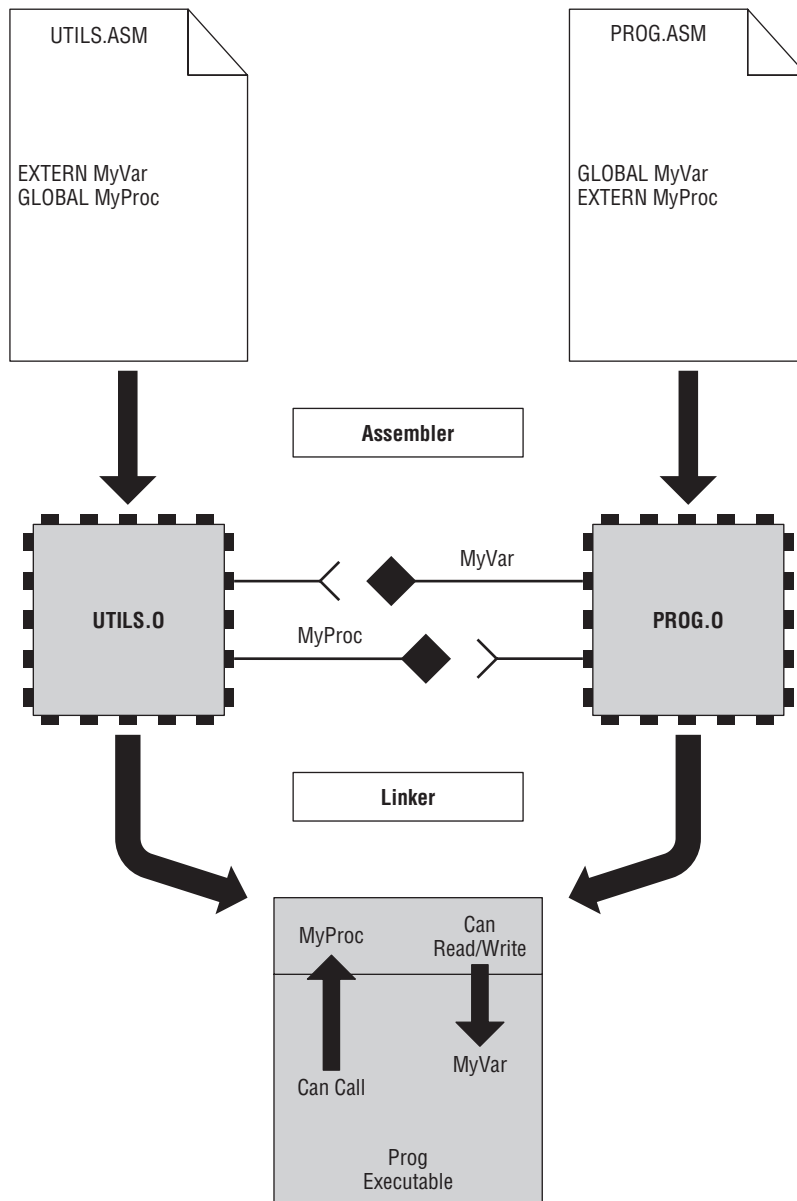 UTILS.ASM
EXTERN MyVar
GLOBAL MyProc
PROG.ASM
GLOBAL MyVar
EXTERN MyProc
Assembler
MyVar
MyProc
UTILS.O
PROG.O
Linker
MyProc
Can
Read/Write
Can Call
MyVar
Prog
Executable